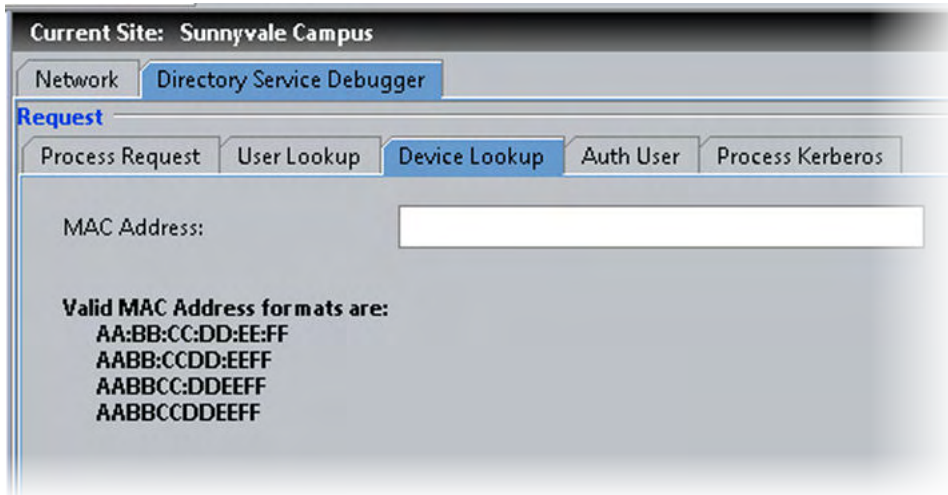 Current Site: Sunnyvale Campus
Network Directory Service Debugger
Request
Process Request User Lookup Device Lookup Auth User Process Kerberos
MAC Address:
Valid MAC Address formats are:
AA:BB:CC:DD:EE:FF
AABB:CCDD:EEFF
AABBCC:DDEEFF
AABBCCDDEEFF